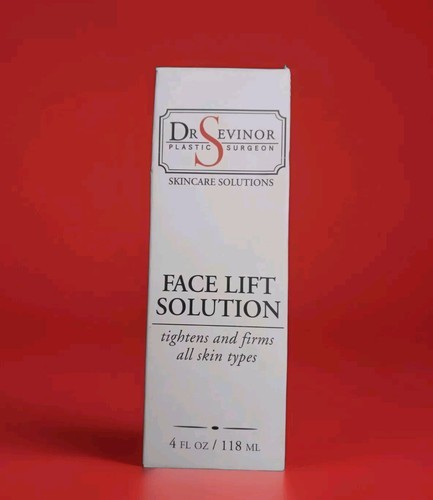 DR SEVINOR
PLASTIC SURGEON
SKINCARE SOLUTIONS
FACE LIFT
SOLUTION
tightens and firms
all skin types
4 FL OZ / 118 ML